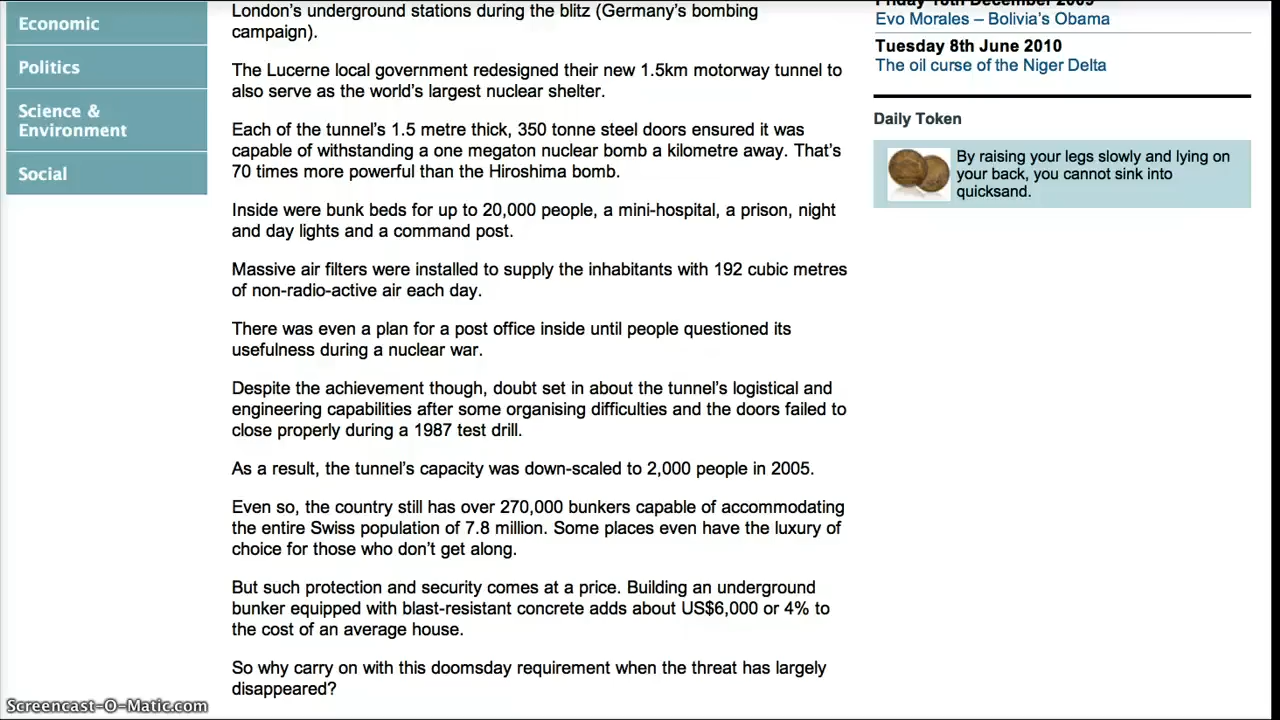 Economic
Politics
Science &
Environment
Social
London's underground stations during the blitz (Germany's bombing
campaign).
The Lucerne local government redesigned their new 1.5km motorway tunnel to
also serve as the world's largest nuclear shelter.
Each of the tunnel's 1.5 metre thick, 350 tonne steel doors ensured it was
capable of withstanding a one megaton nuclear bomb a kilometre away. That's
70 times more powerful than the Hiroshima bomb.
Inside were bunk beds for up to 20,000 people, a mini-hospital, a prison, night
and day lights and a command post.
Massive air filters were installed to supply the inhabitants with 192 cubic metres
of non-radio-active air each day.
There was even a plan for a post office inside until people questioned its
usefulness during a nuclear war.
Despite the achievement though, doubt set in about the tunnel's logistical and
engineering capabilities after some organising difficulties and the doors failed to
close properly during a 1987 test drill.
As a result, the tunnel's capacity was down-scaled to 2,000 people in 2005.
Even so, the country still has over 270,000 bunkers capable of accommodating
the entire Swiss population of 7.8 million. Some places even have the luxury of
choice for those who don't get along.
But such protection and security comes at a price. Building an underground
bunker equipped with blast-resistant concrete adds about US$6,000 or 4% to
the cost of an average house.
So why carry on with this doomsday requirement when the threat has largely
disappeared?
Friday 18th December 2009
Evo Morales – Bolivia's Obama
Tuesday 8th June 2010
The oil curse of the Niger Delta
Daily Token
By raising your legs slowly and lying on
your back, you cannot sink into
quicksand.
Screencast-O-Matic.com